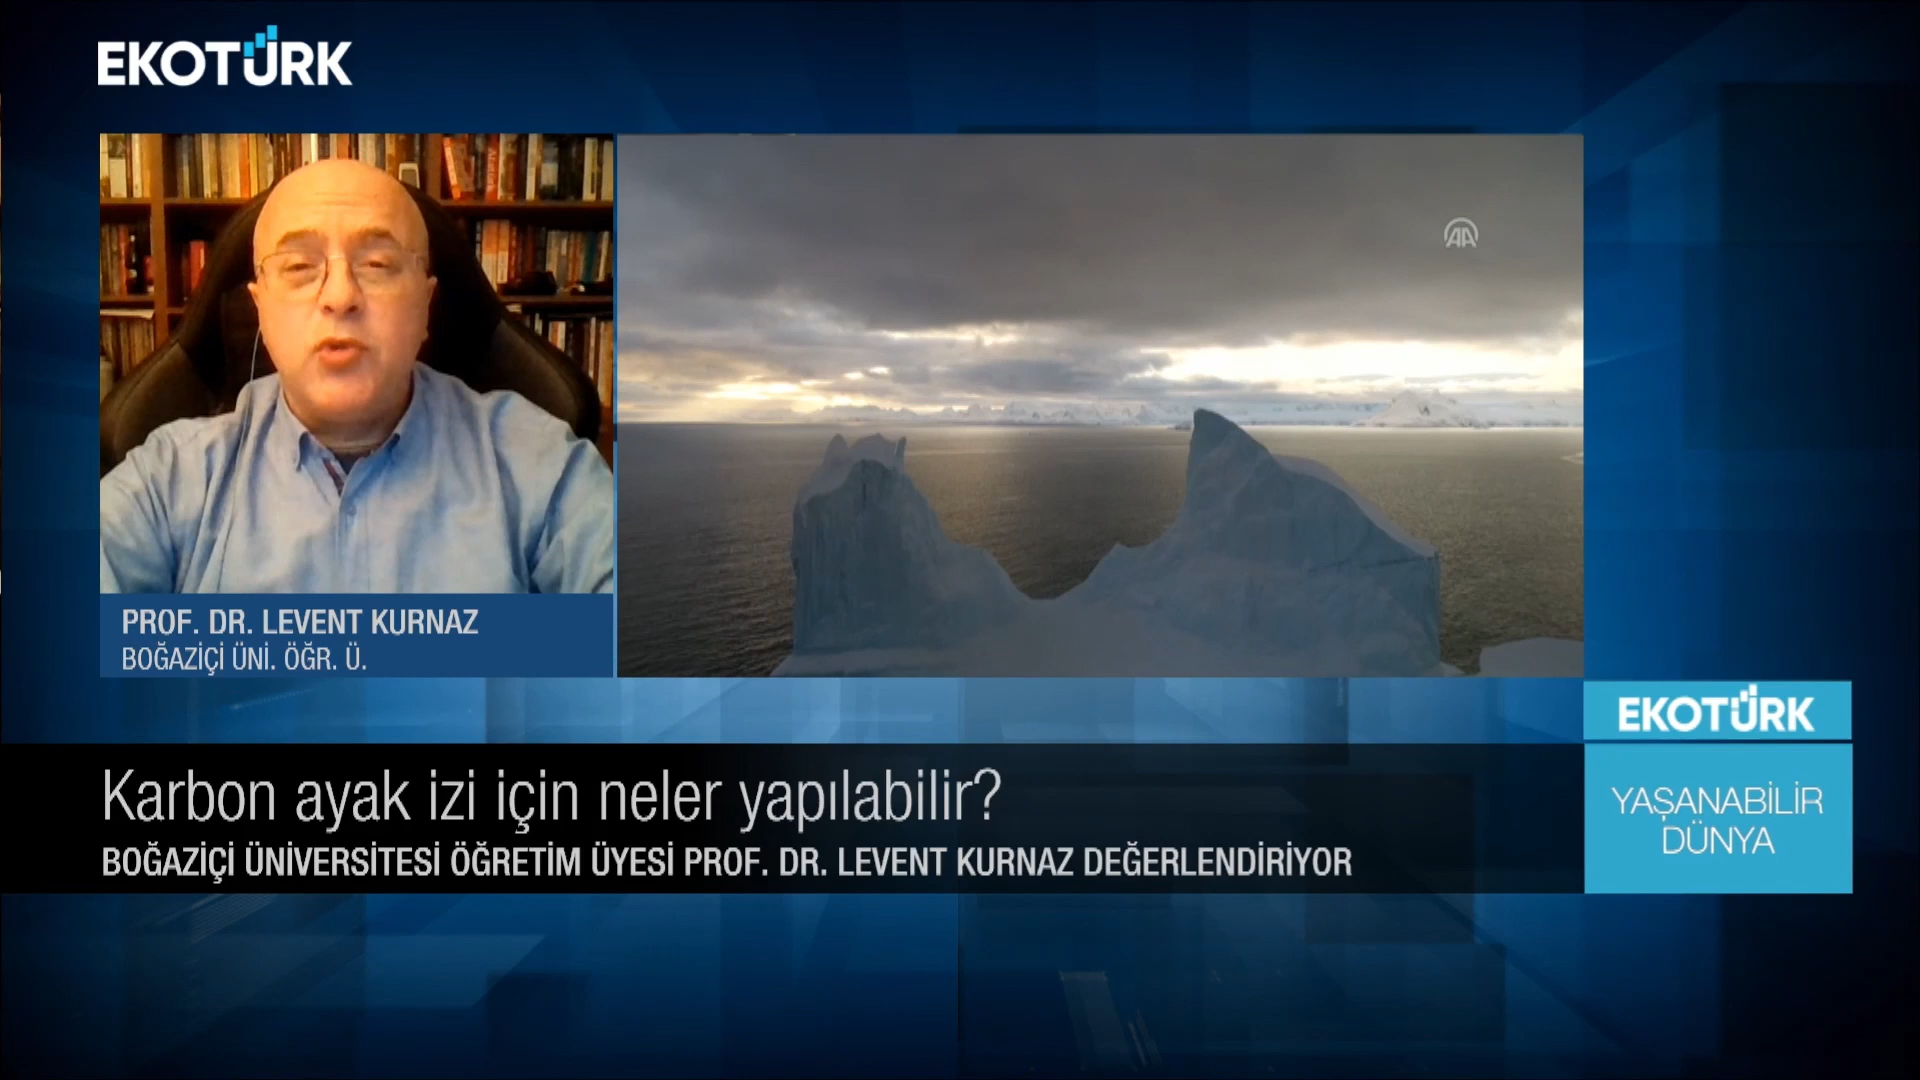 EKOTÜRK
AA
PROF. DR. LEVENT KURNAZ
BOĞAZİÇİ ÜNİ. ÖĞR. Ü.
EKOTÜRK
Karbon ayak izi için neler yapılabilir?
BOĞAZİÇİ ÜNİVERSİTESİ ÖĞRETİM ÜYESİ PROF. DR. LEVENT KURNAZ DEĞERLENDİRİYOR
YAŞANABİLİR
DÜNYA